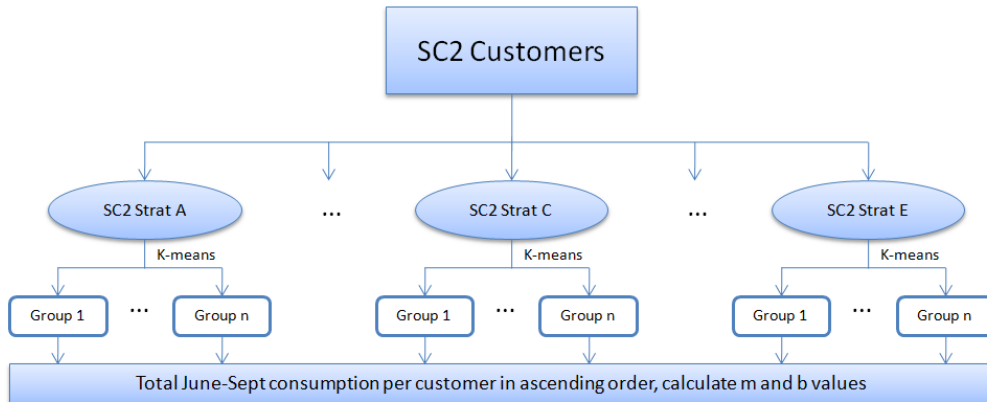 SC2 Customers
SC2 Strat A
...
SC2 Strat C
...
SC2 Strat E
K-means
K-means
K-means
Group 1
...
Group n
Group 1
...
Group n
Group 1
...
Group n
Total June-Sept consumption per customer in ascending order, calculate m and b values